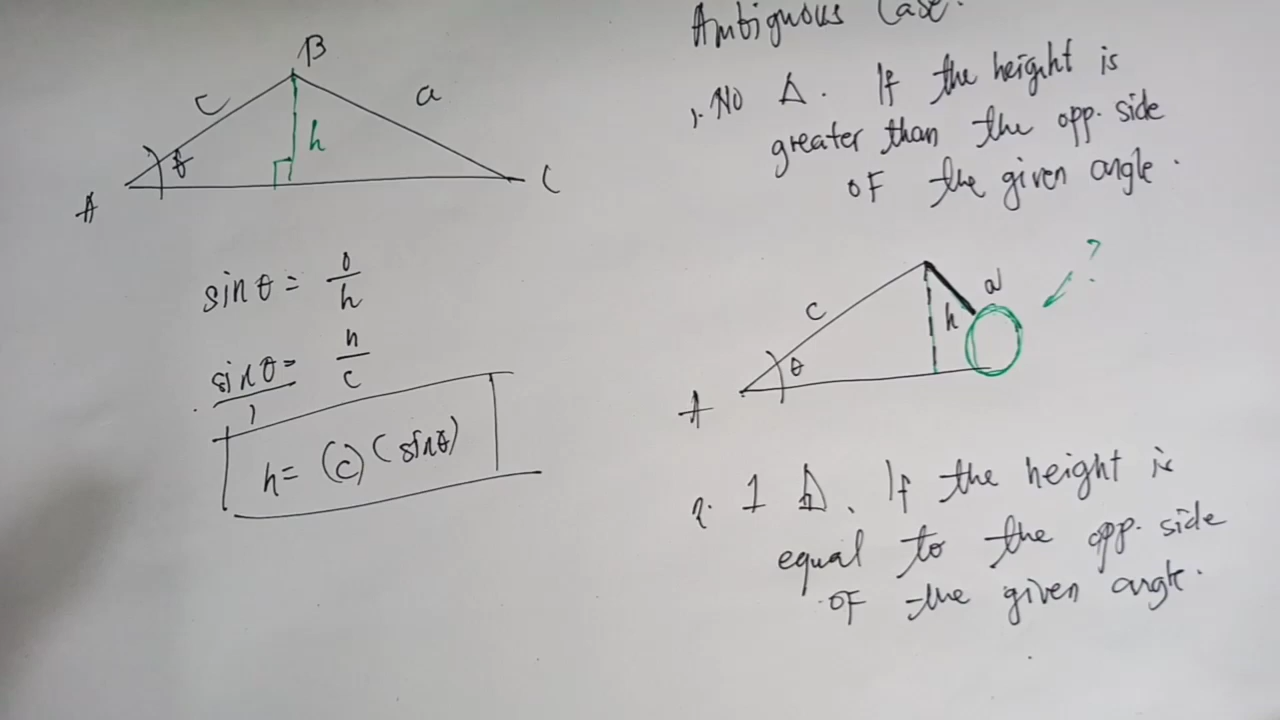 B
c
a
h
θ
A
C
sin θ = o/h
sin θ = h/c
1
h = (c) (sin θ)
Ambiguous Case.
1. No Δ. If the height is
greater than the opp. side
of the given angle.
?
c
a
h
θ
A
2. 1 Δ. If the height is
equal to the opp. side
of the given angle.